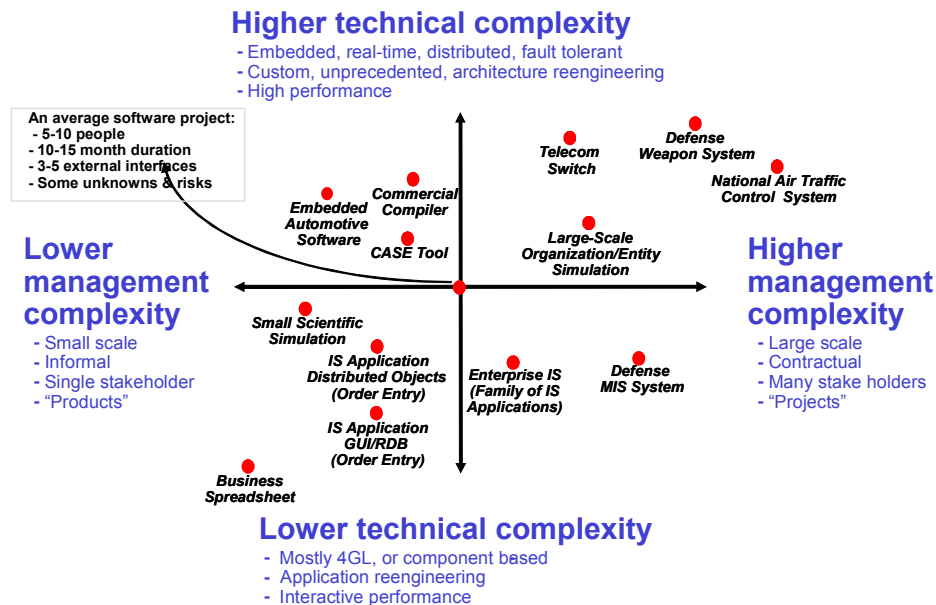 Higher technical complexity
- Embedded, real-time, distributed, fault tolerant
- Custom, unprecedented, architecture reengineering
- High performance
An average software project:
- 5-10 people
- 10-15 month duration
- 3-5 external interfaces
- Some unknowns & risks
Telecom
Switch
Defense
Weapon System
National Air Traffic
Control System
Commercial
Compiler
Embedded
Automotive
Software
CASE Tool
Large-Scale
Organization/Entity
Simulation
Lower
management
complexity
- Small scale
- Informal
- Single stakeholder
- “Products”
Higher
management
complexity
- Large scale
- Contractual
- Many stake holders
- “Projects”
Small Scientific
Simulation
IS Application
Distributed Objects
(Order Entry)
Enterprise IS
(Family of IS
Applications)
Defense
MIS System
IS Application
GUI/RDB
(Order Entry)
Business
Spreadsheet
Lower technical complexity
- Mostly 4GL, or component based
- Application reengineering
- Interactive performance